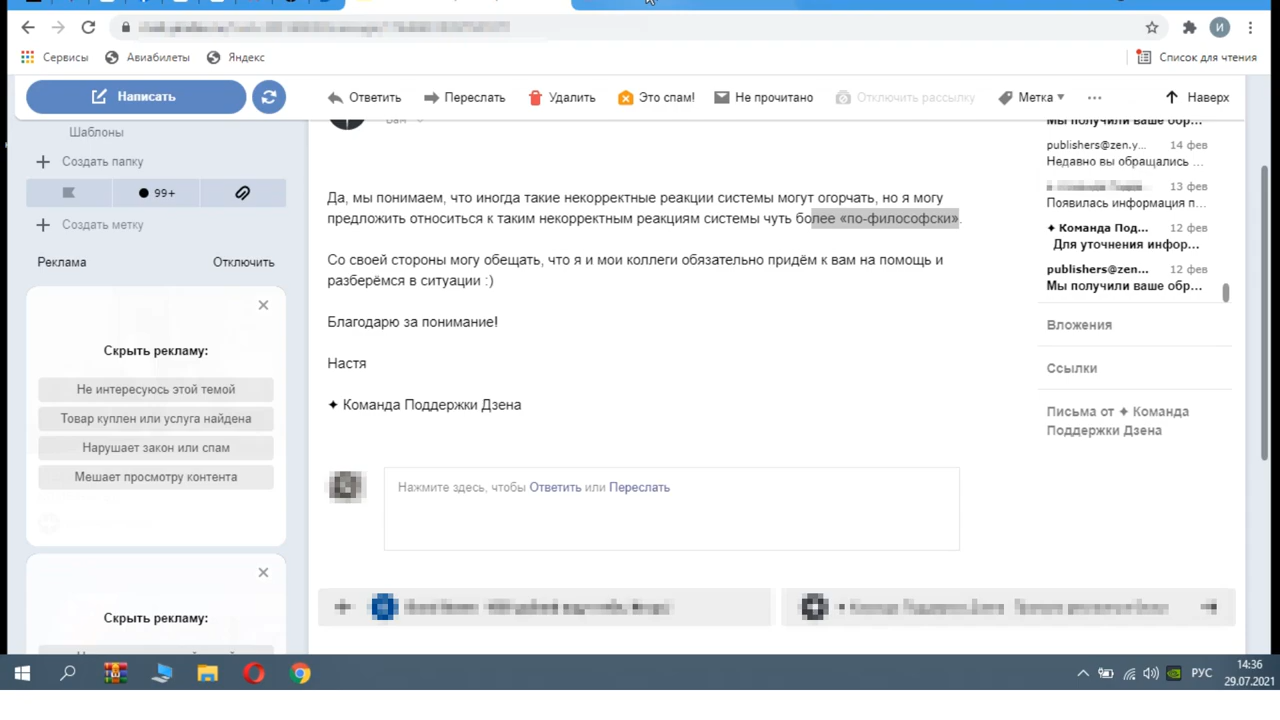 Сервисы
Авиабилеты
Яндекс
Список для чтения
Написать
Ответить
Переслать
Удалить
Это спам!
Не прочитано
Отключить рассылку
Метка
Наверх
Шаблоны
Создать папку
99+
Создать метку
Реклама Отключить
Скрыть рекламу:
Не интересуюсь этой темой
Товар куплен или услуга найдена
Нарушает закон или спам
Мешает просмотру контента
Скрыть рекламу:
Вам
Да, мы понимаем, что иногда такие некорректные реакции системы могут огорчать, но я могу
предложить относиться к таким некорректным реакциям системы чуть более «по-философски».
Со своей стороны могу обещать, что я и мои коллеги обязательно придём к вам на помощь и
разберёмся в ситуации :)
Благодарю за понимание!
Настя
✦ Команда Поддержки Дзена
Нажмите здесь, чтобы Ответить или Переслать
Мы получили ваше обр...
publishers@zen.y... 14 фев
Недавно вы обращались ...
13 фев
Появилась информация п...
✦ Команда Под... 12 фев
Для уточнения инфор...
publishers@zen... 12 фев
Мы получили ваше обр...
Вложения
Ссылки
Письма от ✦ Команда
Поддержки Дзена
И
РУС
14:36
29.07.2021